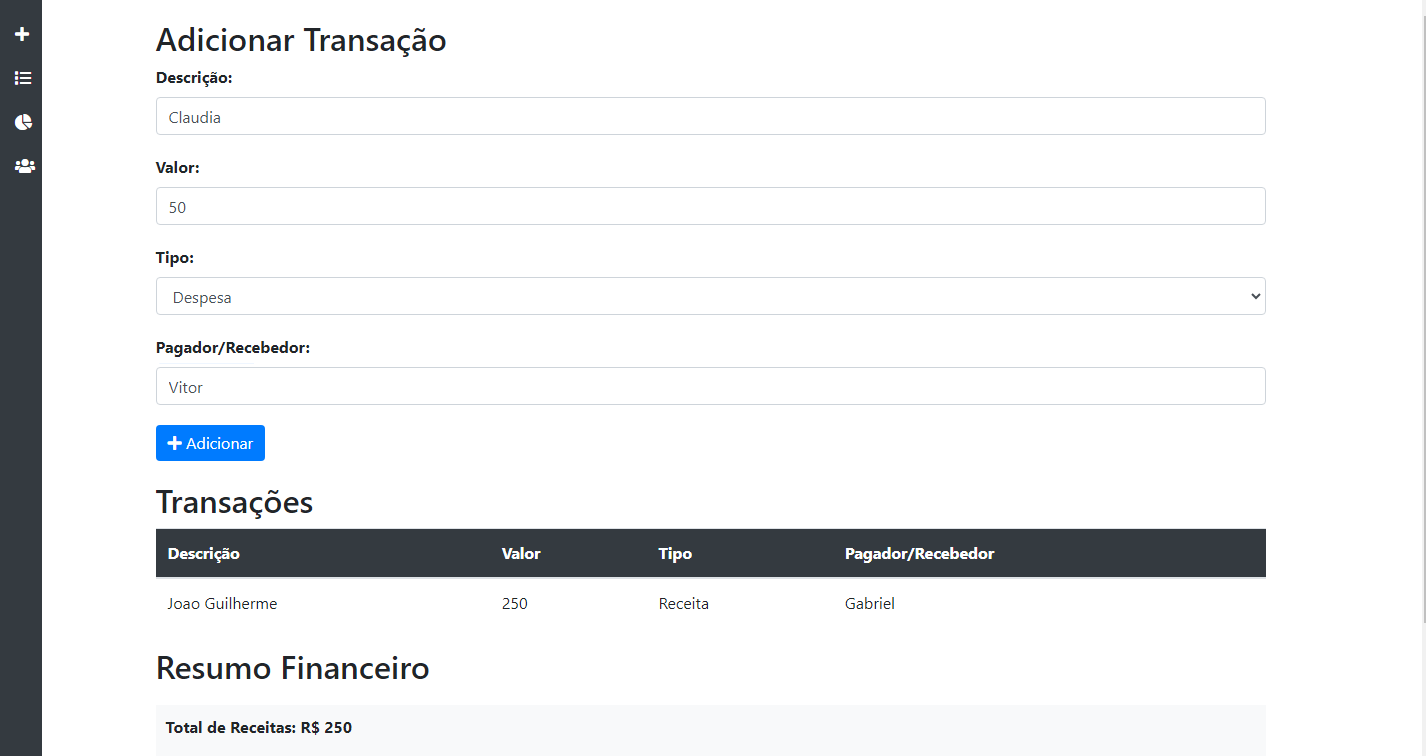 Adicionar Transação
Descrição:
Claudia
Valor:
50
Tipo:
Despesa
Pagador/Recebedor:
Vitor
Adicionar
Transações
Descrição Valor Tipo Pagador/Recebedor
Joao Guilherme 250 Receita Gabriel
Resumo Financeiro
Total de Receitas: R$ 250